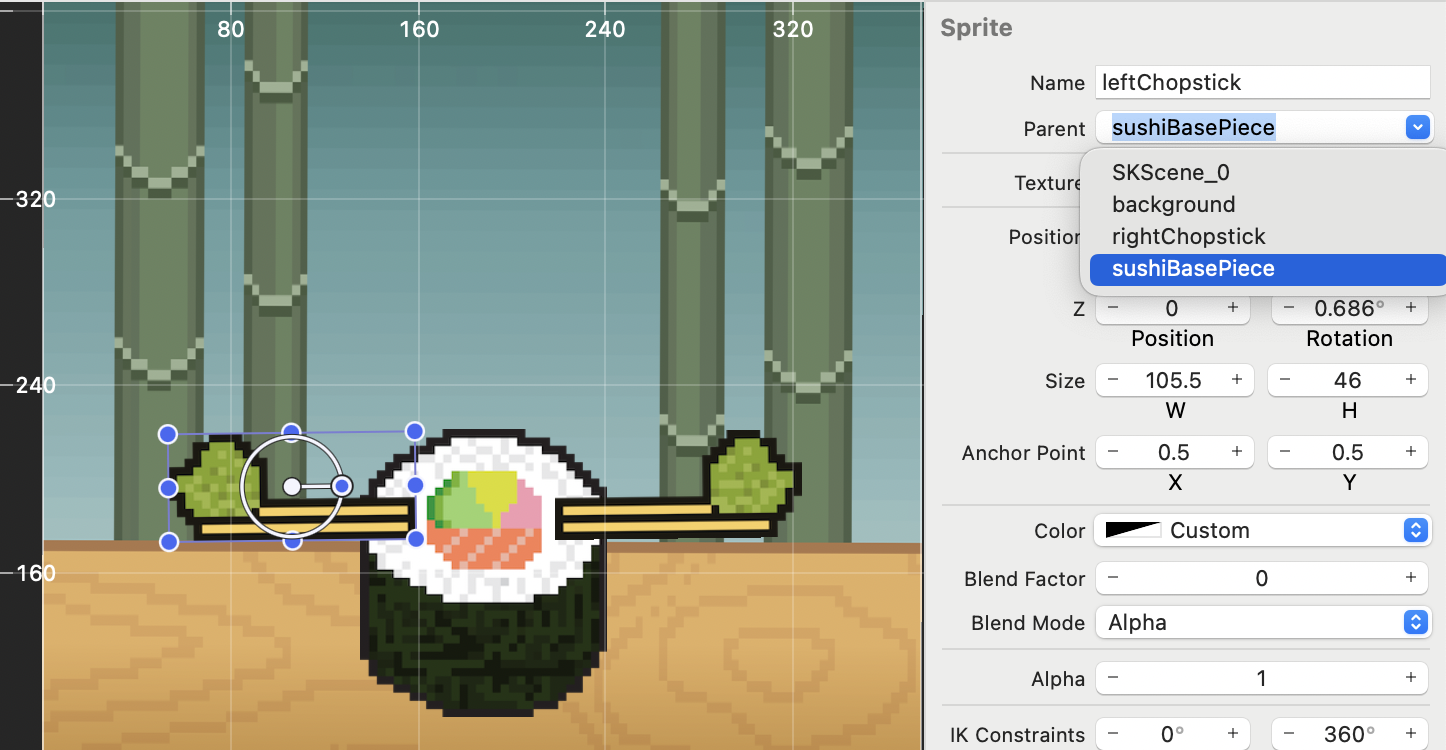 80 160 240 320
320
240
160
Sprite
Name leftChopstick
Parent sushiBasePiece
SKScene_0
background
rightChopstick
sushiBasePiece
Texture
Position
Z − 0 + − 0.686° +
Position Rotation
Size − 105.5 + − 46 +
W H
Anchor Point − 0.5 + − 0.5 +
X Y
Color Custom
Blend Factor − 0 +
Blend Mode Alpha
Alpha − 1 +
IK Constraints − 0° + − 360° +